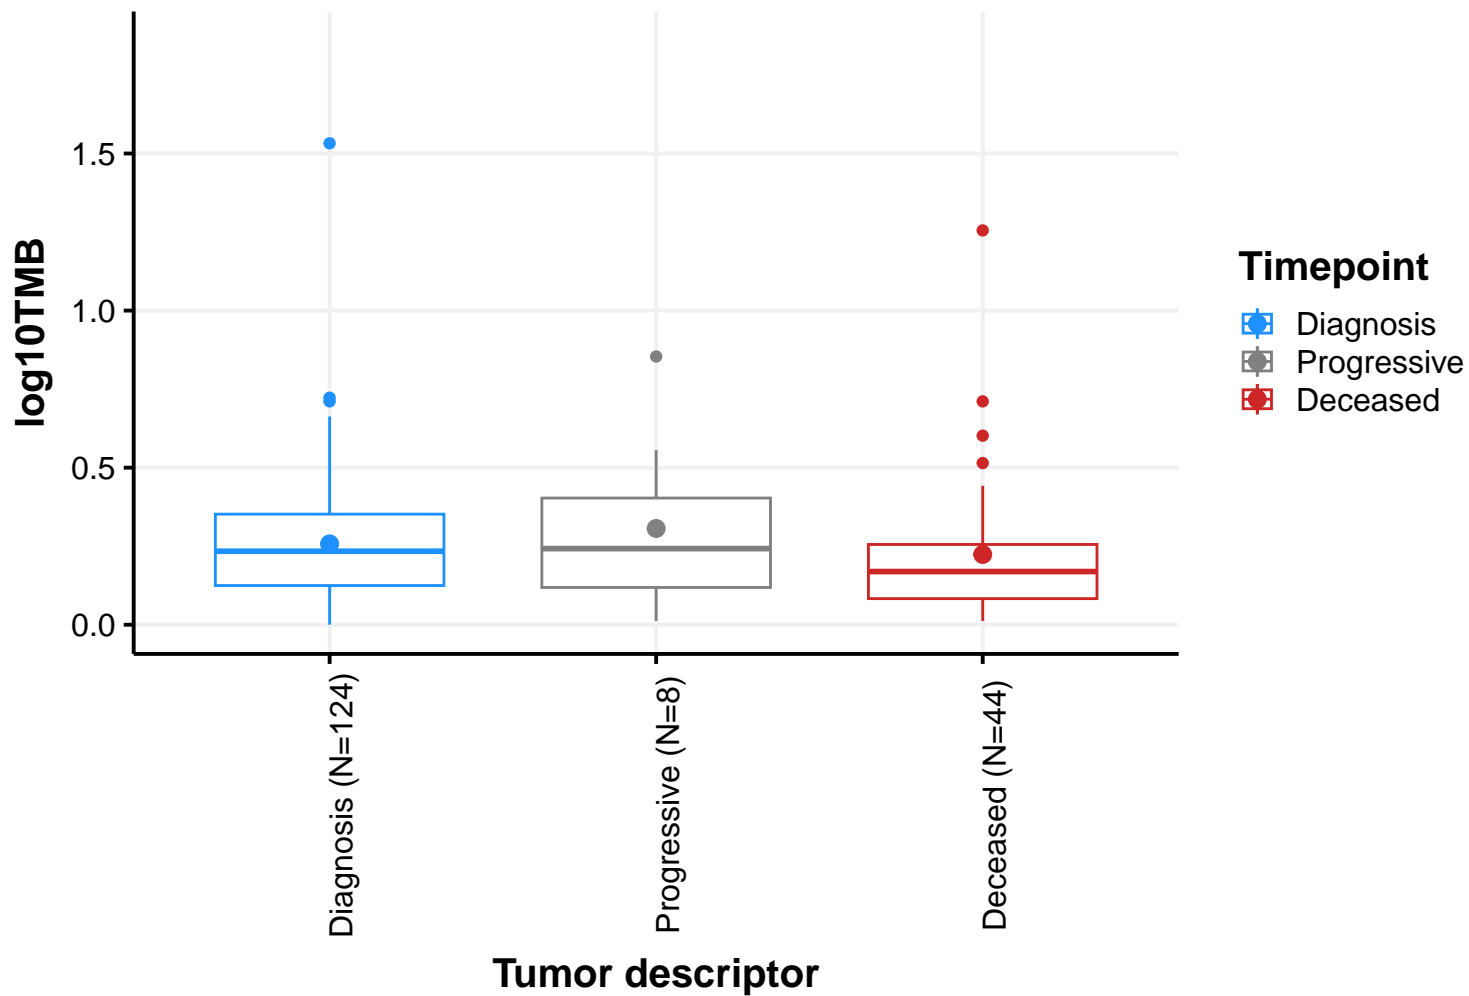 log10TMB
1.5
1.0
0.5
0.0
Diagnosis (N=124)
Progressive (N=8)
Deceased (N=44)
Tumor descriptor
Timepoint
Diagnosis
Progressive
Deceased